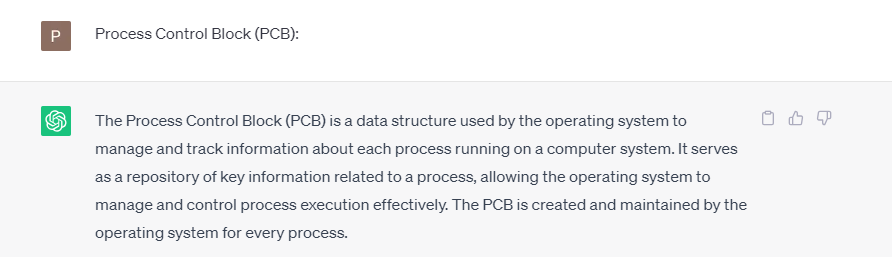 P
Process Control Block (PCB):
The Process Control Block (PCB) is a data structure used by the operating system to
manage and track information about each process running on a computer system. It serves
as a repository of key information related to a process, allowing the operating system to
manage and control process execution effectively. The PCB is created and maintained by the
operating system for every process.